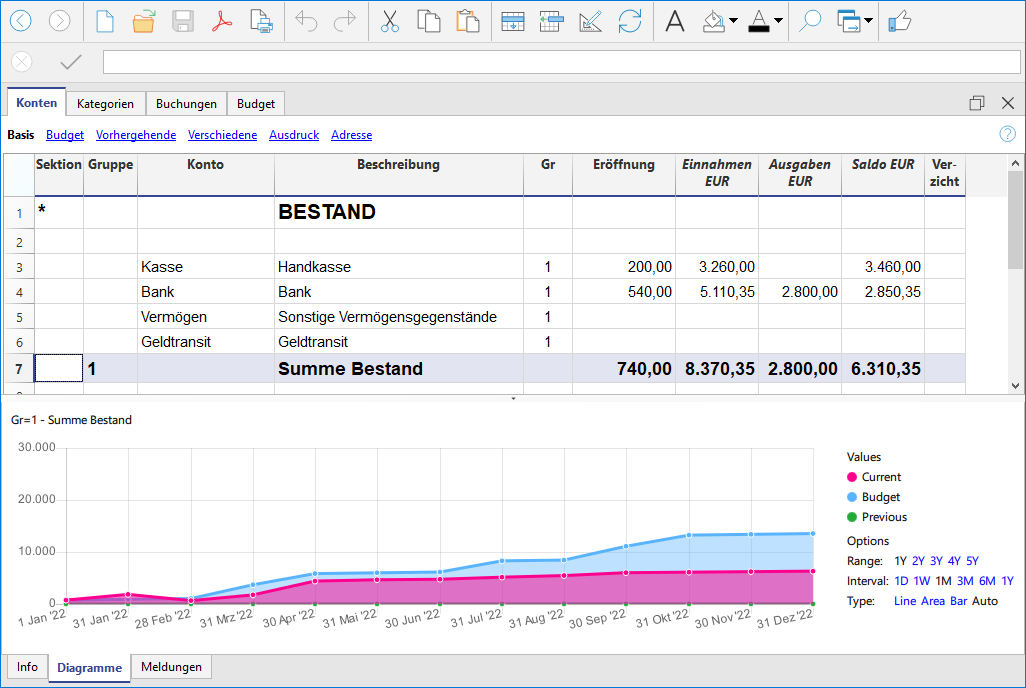 Konten Kategorien Buchungen Budget
Basis Budget Vorhergehende Verschiedene Ausdruck Adresse ?
Sektion Gruppe Konto Beschreibung Gr Eröffnung Einnahmen EUR Ausgaben EUR Saldo EUR Ver-zicht
1 * BESTAND
2
3 Kasse Handkasse 1 200,00 3.260,00 3.460,00
4 Bank Bank 1 540,00 5.110,35 2.800,00 2.850,35
5 Vermögen Sonstige Vermögensgegenstände 1
6 Geldtransit Geldtransit 1
7 1 Summe Bestand 740,00 8.370,35 2.800,00 6.310,35
Gr=1 - Summe Bestand
30.000
20.000
10.000
0
1 Jan '22 31 Jan '22 28 Feb '22 31 Mrz '22 30 Apr '22 31 Mai '22 30 Jun '22 31 Jul '22 31 Aug '22 30 Sep '22 31 Okt '22 30 Nov '22 31 Dez '22
Values
Current
Budget
Previous
Options
Range: 1Y 2Y 3Y 4Y 5Y
Interval: 1D 1W 1M 3M 6M 1Y
Type: Line Area Bar Auto
Info Diagramme Meldungen